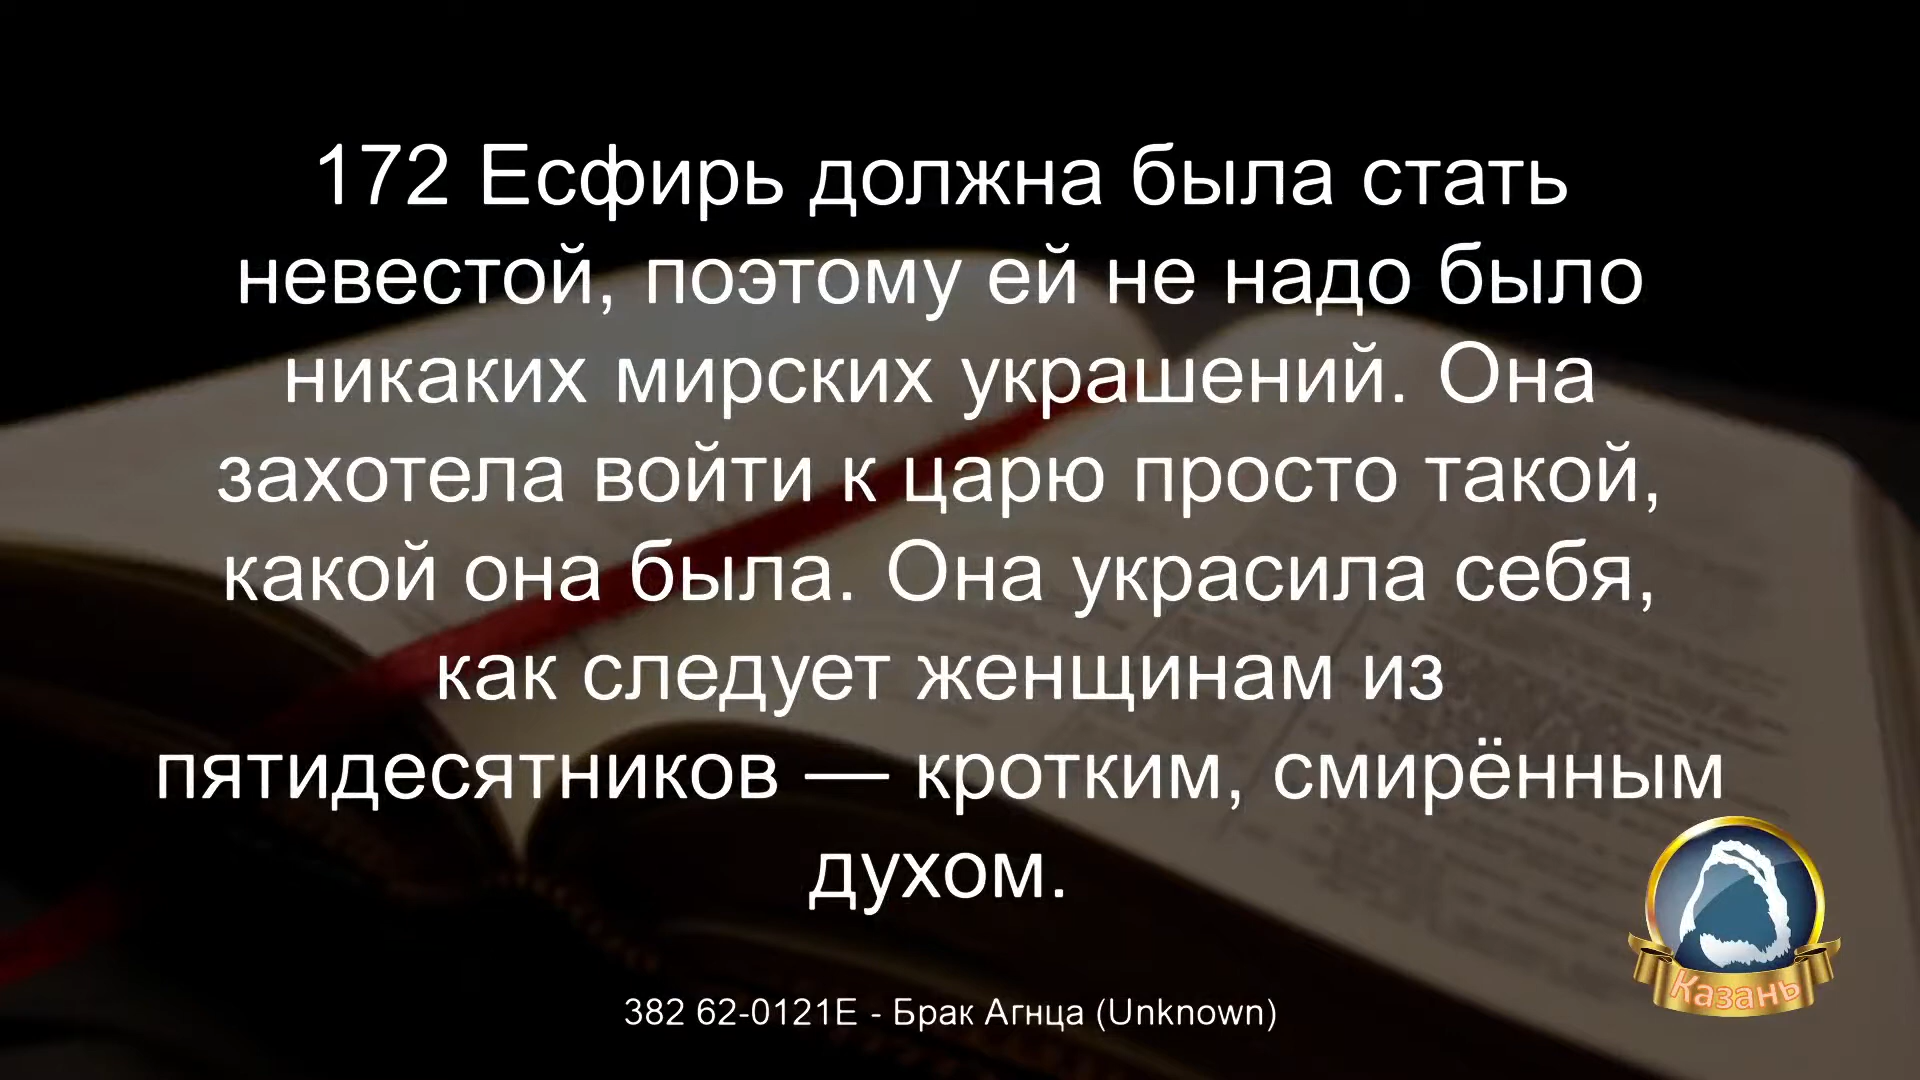 172 Есфирь должна была стать
невестой, поэтому ей не надо было
никаких мирских украшений. Она
захотела войти к царю просто такой,
какой она была. Она украсила себя,
как следует женщинам из
пятидесятников — кротким, смирённым
духом.
Казань
382 62-0121E - Брак Агнца (Unknown)